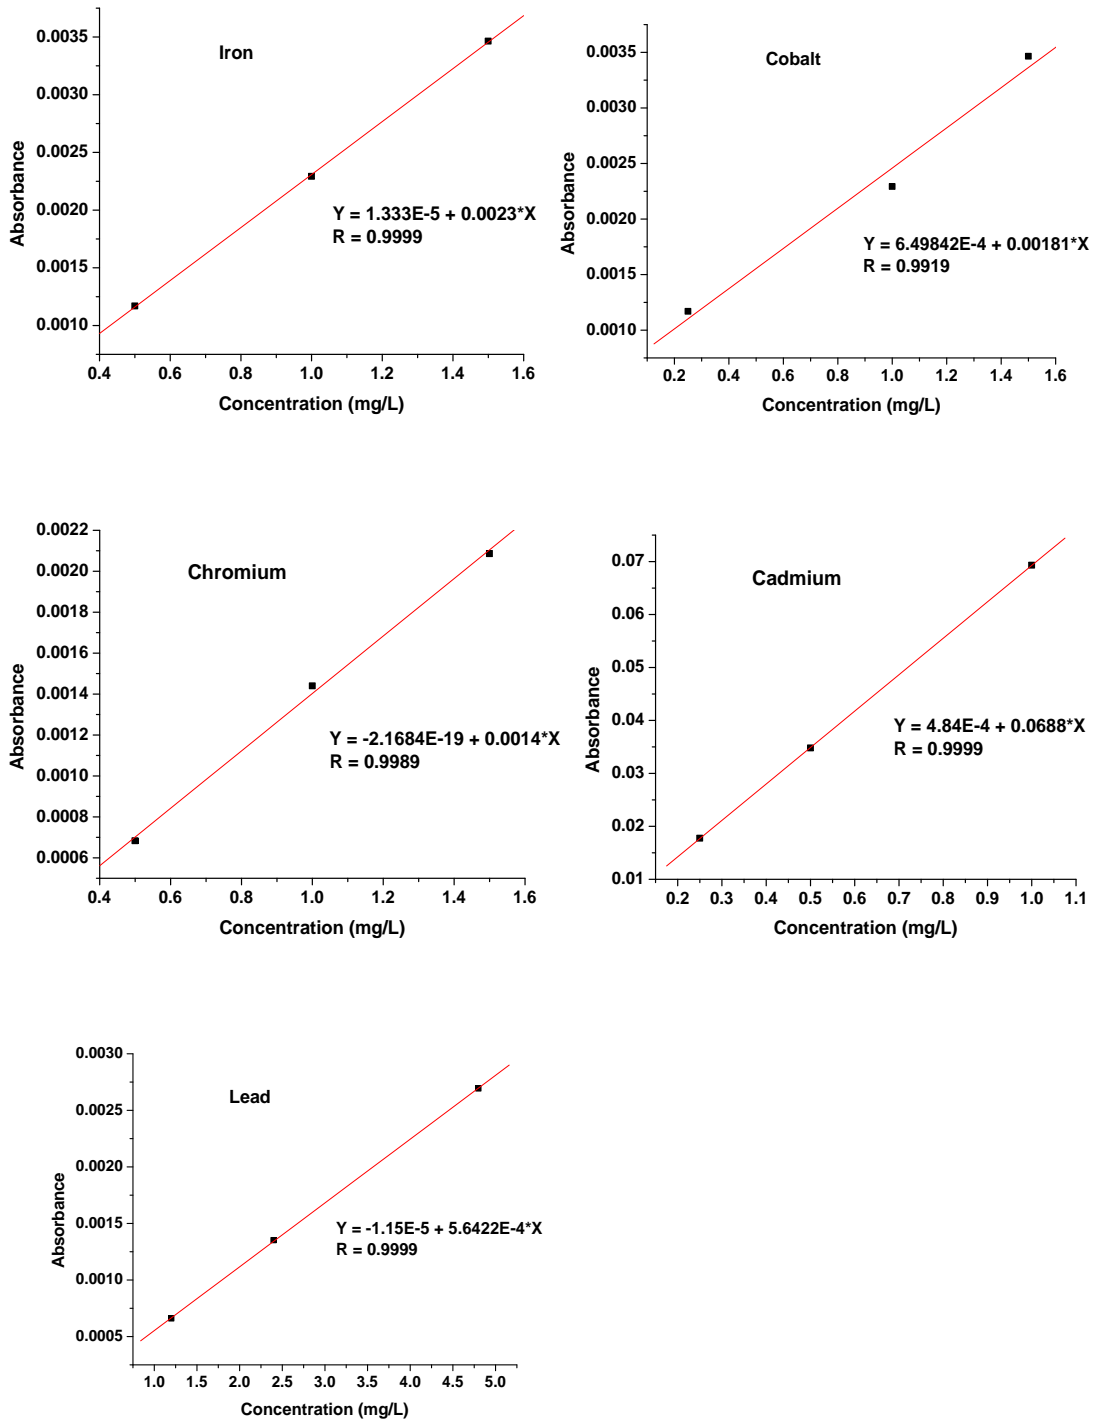 Iron
Absorbance
0.0035
0.0030
0.0025
0.0020
0.0015
0.0010
Y = 1.333E-5 + 0.0023*X
R = 0.9999
0.4 0.6 0.8 1.0 1.2 1.4 1.6
Concentration (mg/L)
Cobalt
Absorbance
0.0035
0.0030
0.0025
0.0020
0.0015
0.0010
Y = 6.49842E-4 + 0.00181*X
R = 0.9919
0.2 0.4 0.6 0.8 1.0 1.2 1.4 1.6
Concentration (mg/L)
Chromium
Absorbance
0.0022
0.0020
0.0018
0.0016
0.0014
0.0012
0.0010
0.0008
0.0006
Y = -2.1684E-19 + 0.0014*X
R = 0.9989
0.4 0.6 0.8 1.0 1.2 1.4 1.6
Concentration (mg/L)
Cadmium
Absorbance
0.07
0.06
0.05
0.04
0.03
0.02
0.01
Y = 4.84E-4 + 0.0688*X
R = 0.9999
0.2 0.3 0.4 0.5 0.6 0.7 0.8 0.9 1.0 1.1
Concentration (mg/L)
Lead
Absorbance
0.0030
0.0025
0.0020
0.0015
0.0010
0.0005
Y = -1.15E-5 + 5.6422E-4*X
R = 0.9999
1.0 1.5 2.0 2.5 3.0 3.5 4.0 4.5 5.0
Concentration (mg/L)